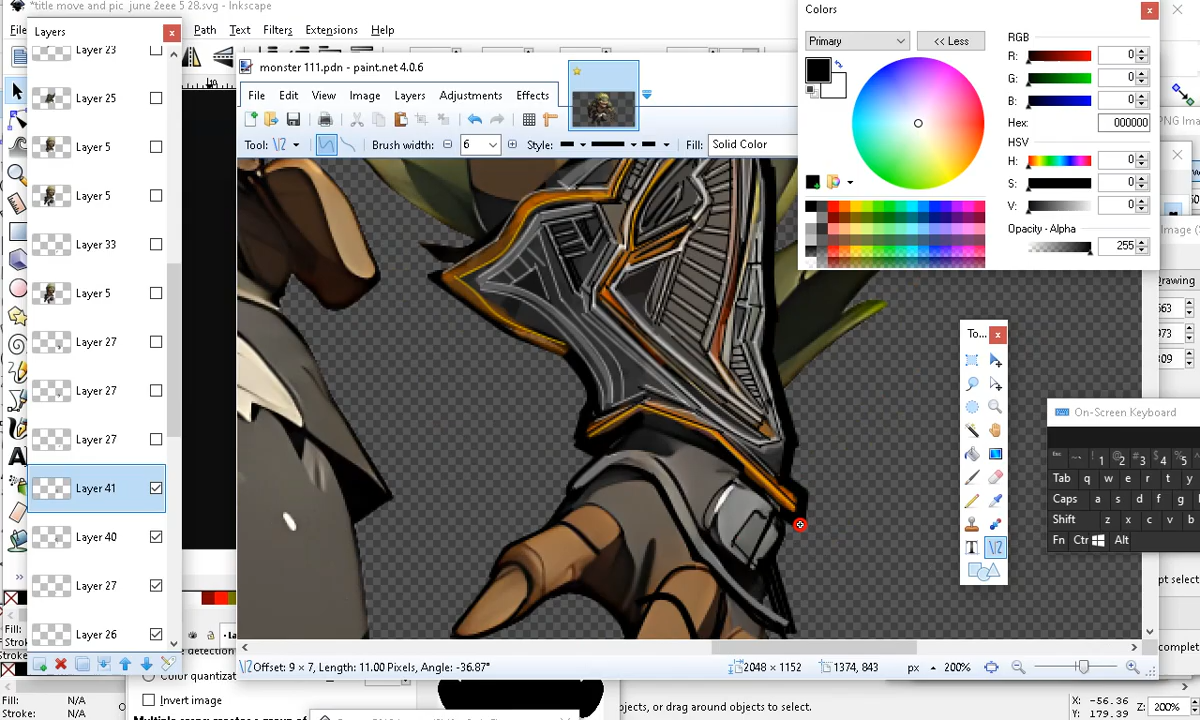 *title move and pic june 2eee 5 28.svg - Inkscape
Path Text Filters Extensions Help
Layers
Layer 23
Layer 25
Layer 5
Layer 5
Layer 33
Layer 5
Layer 27
Layer 27
Layer 27
Layer 41
Layer 40
Layer 27
Layer 26
monster 111.pdn - paint.net 4.0.6
File Edit View Image Layers Adjustments Effects
Tool: Brush width: 6 Style: Fill: Solid Color
Offset: 9 × 7, Length: 11.00 Pixels, Angle: -36.87°
2048 × 1152 1374, 843 px 200%
Colors
Primary << Less
RGB
R: 0
G: 0
B: 0
Hex: 000000
HSV
H: 0
S: 0
V: 0
Opacity - Alpha
255
To...
On-Screen Keyboard
Tab q w e r t y
Caps a s d f g
Shift z x c v b
Fn Ctr Alt
Fill: N/A
Stroke: N/A
Invert image
objects, or drag around objects to select.
X: -56.36
Y: 179.39
Z: 200%